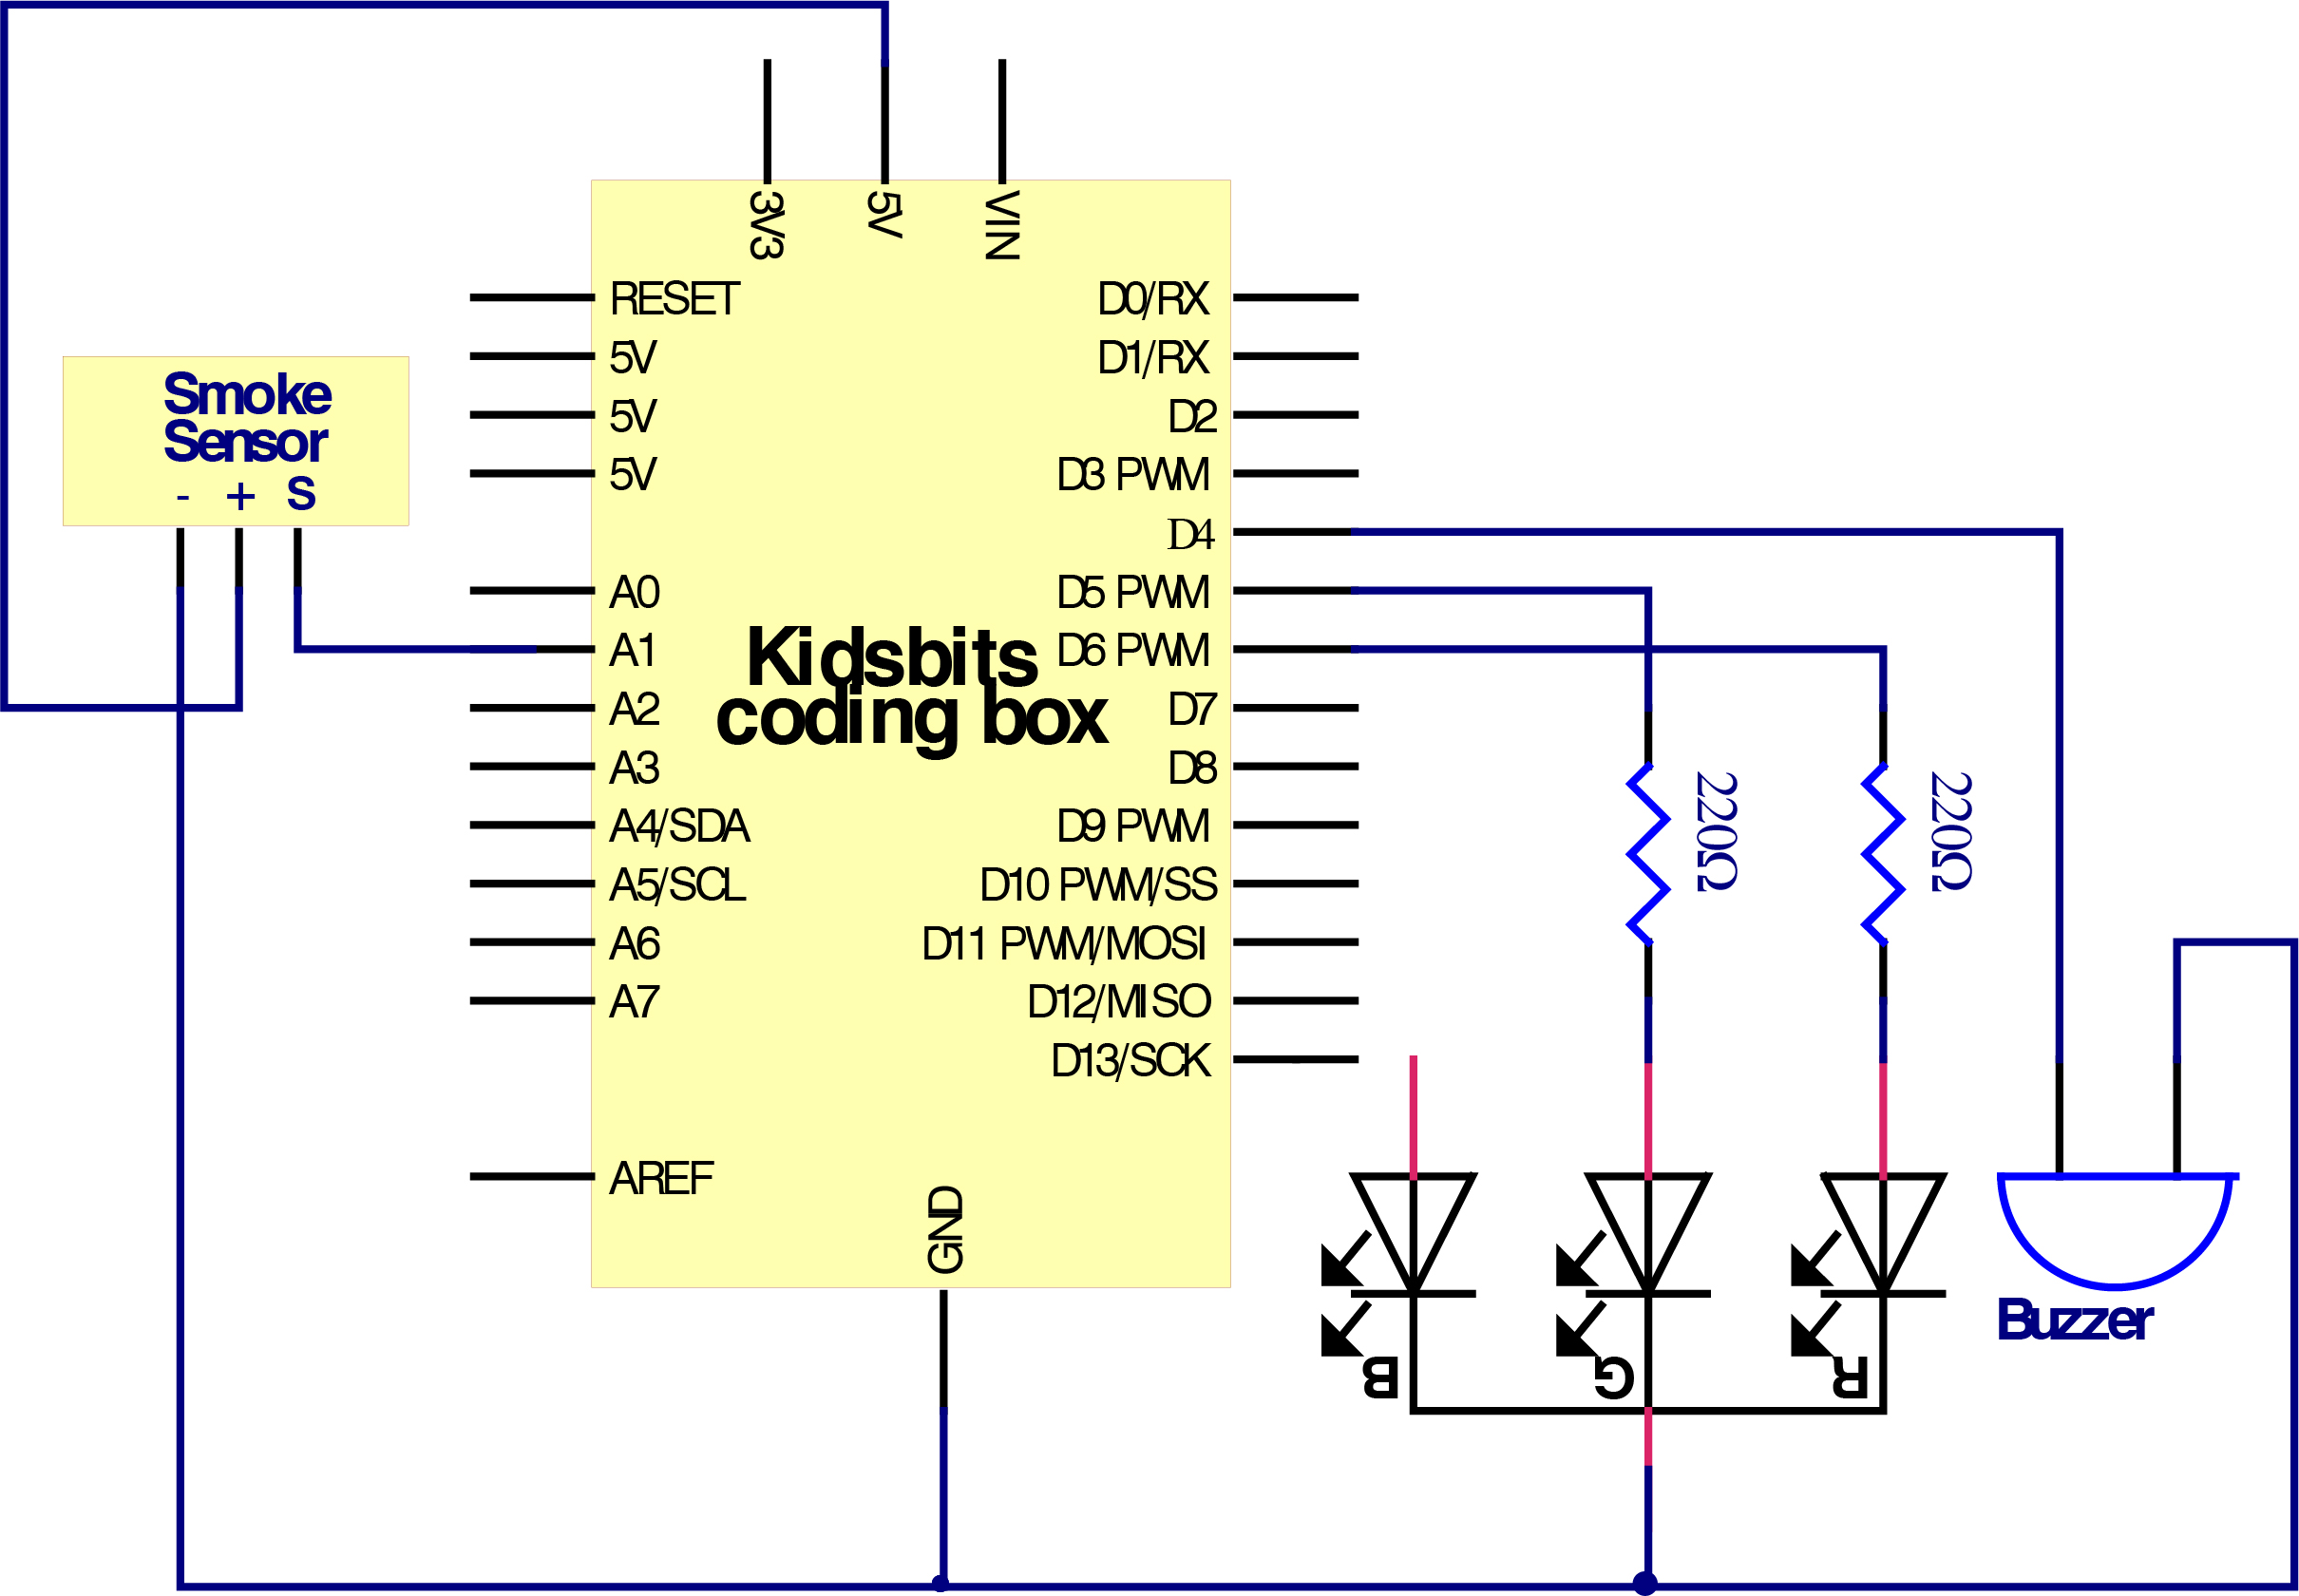 3V3
5V
VIN
RESET
5V
5V
5V
A0
A1
A2
A3
A4/SDA
A5/SCL
A6
A7
AREF
D0/RX
D1/RX
D2
D3 PWM
D4
D5 PWM
D6 PWM
D7
D8
D9 PWM
D10 PWM/SS
D11 PWM/MOSI
D12/MISO
D13/SCK
GND
Kidsbits
coding box
Smoke
Sensor
- + S
220Ω
220Ω
B
G
R
Buzzer